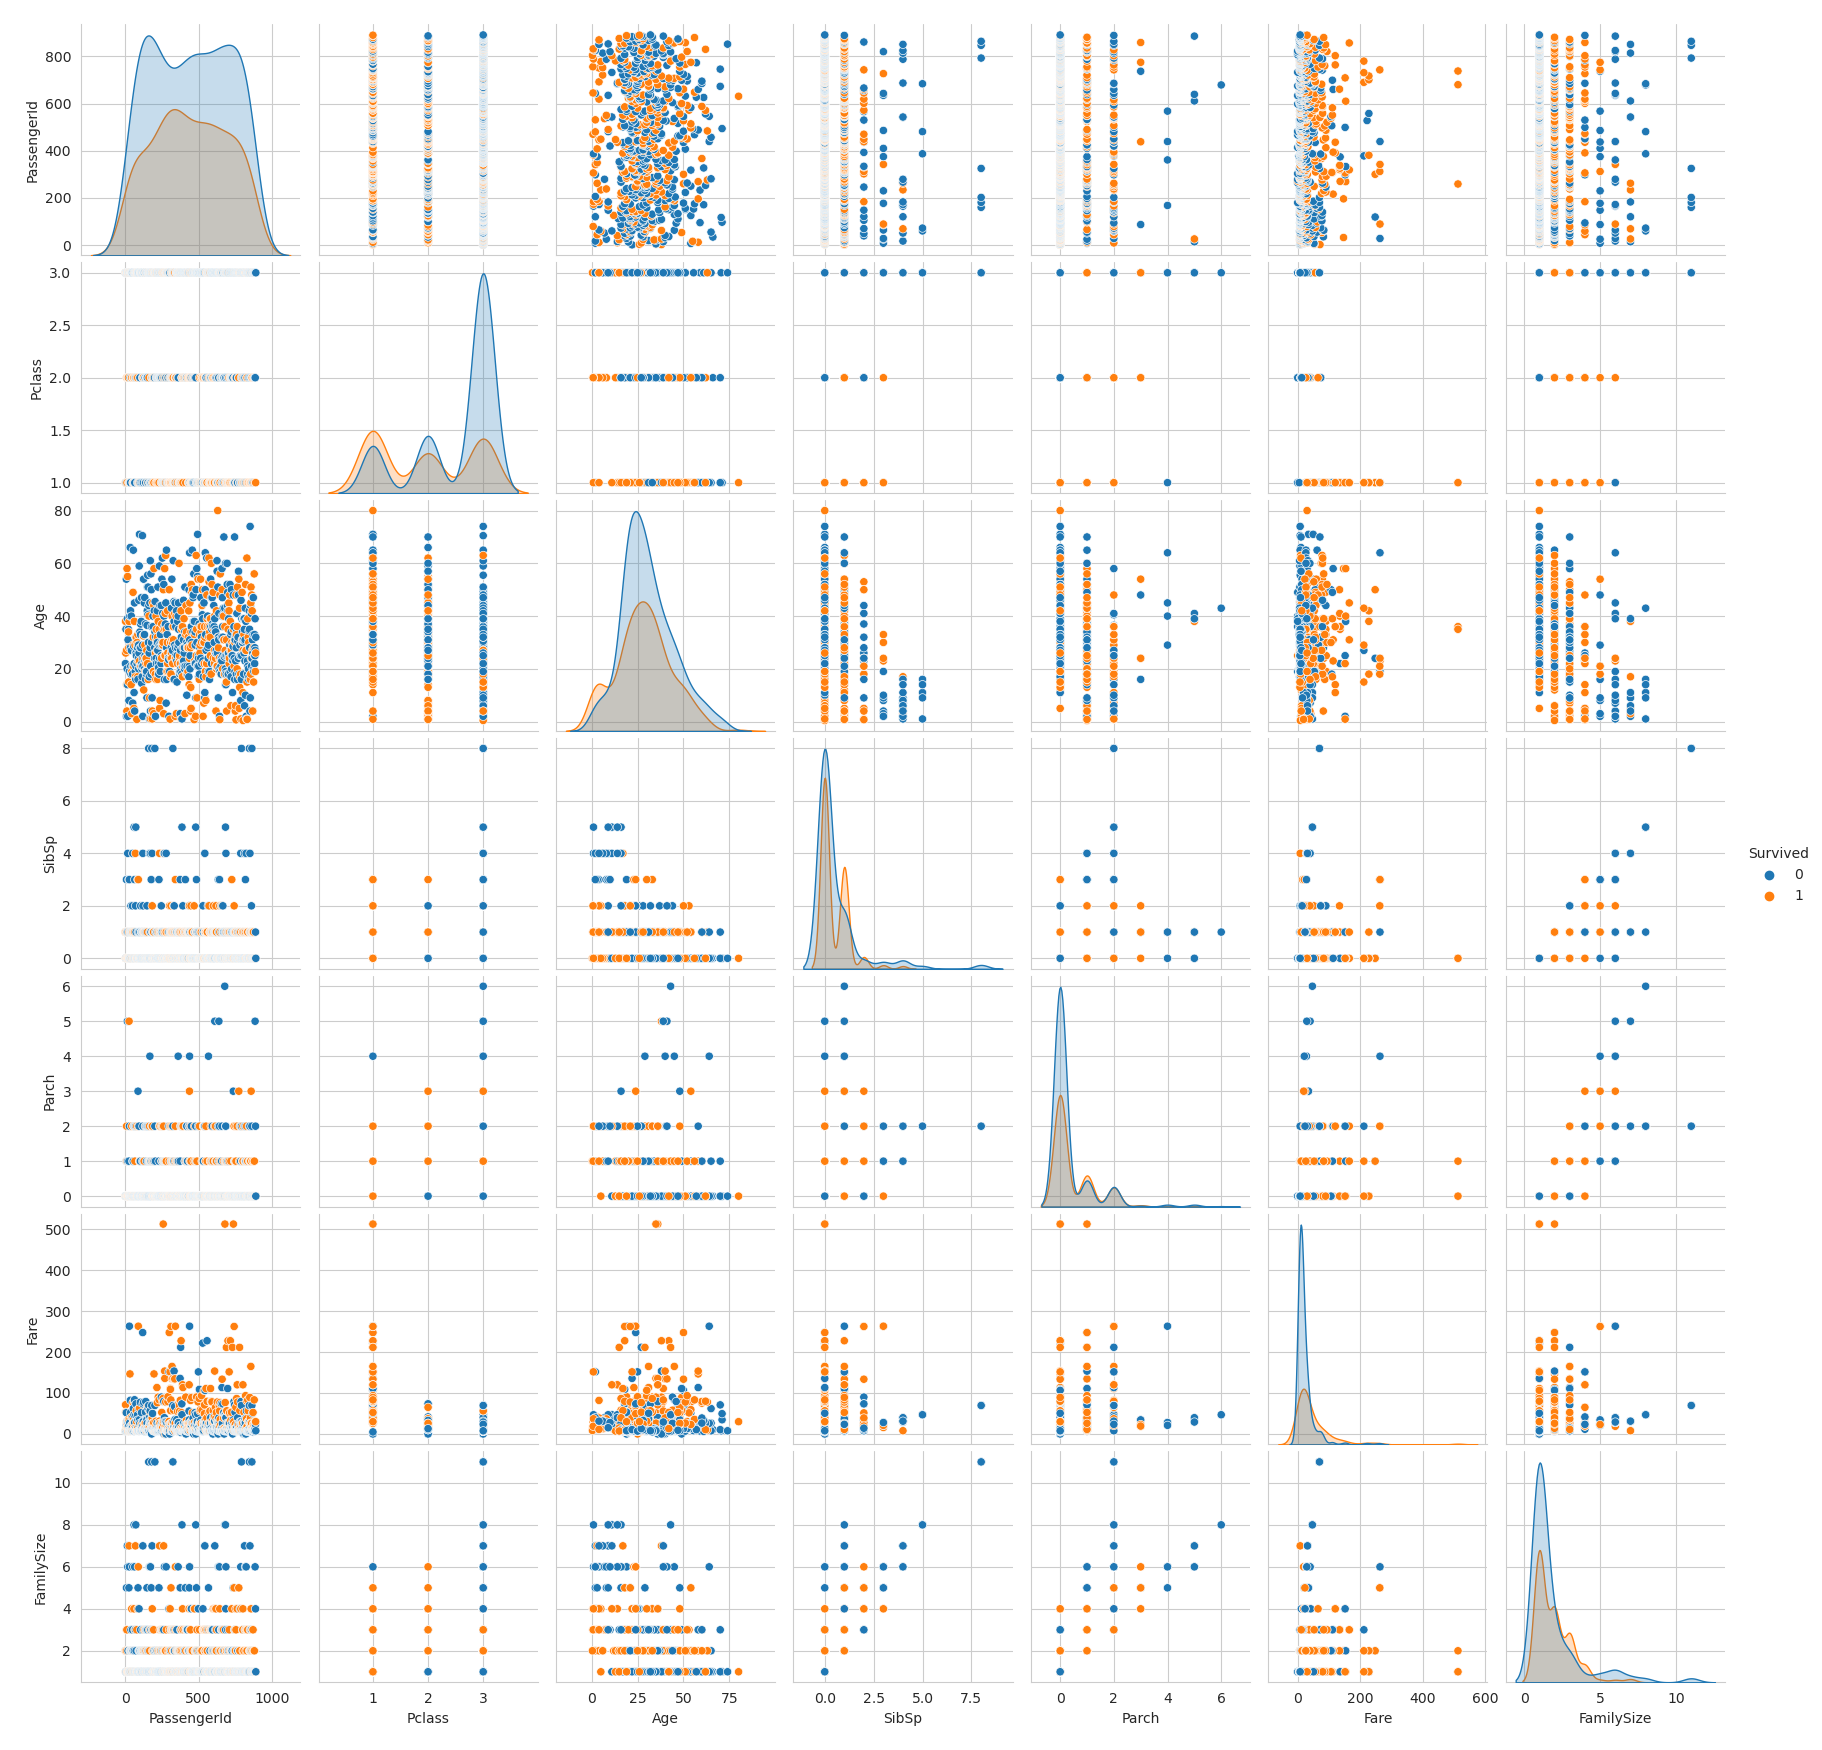 PassengerId
800
600
400
200
0
Pclass
3.0
2.5
2.0
1.5
1.0
Age
80
60
40
20
0
SibSp
8
6
4
2
0
Survived
0
1
Parch
6
5
4
3
2
1
0
Fare
500
400
300
200
100
0
FamilySize
10
8
6
4
2
0 500 1000
1 2 3
0 25 50 75
0.0 2.5 5.0 7.5
0 2 4 6
0 200 400 600
0 5 10
PassengerId Pclass Age SibSp Parch Fare FamilySize